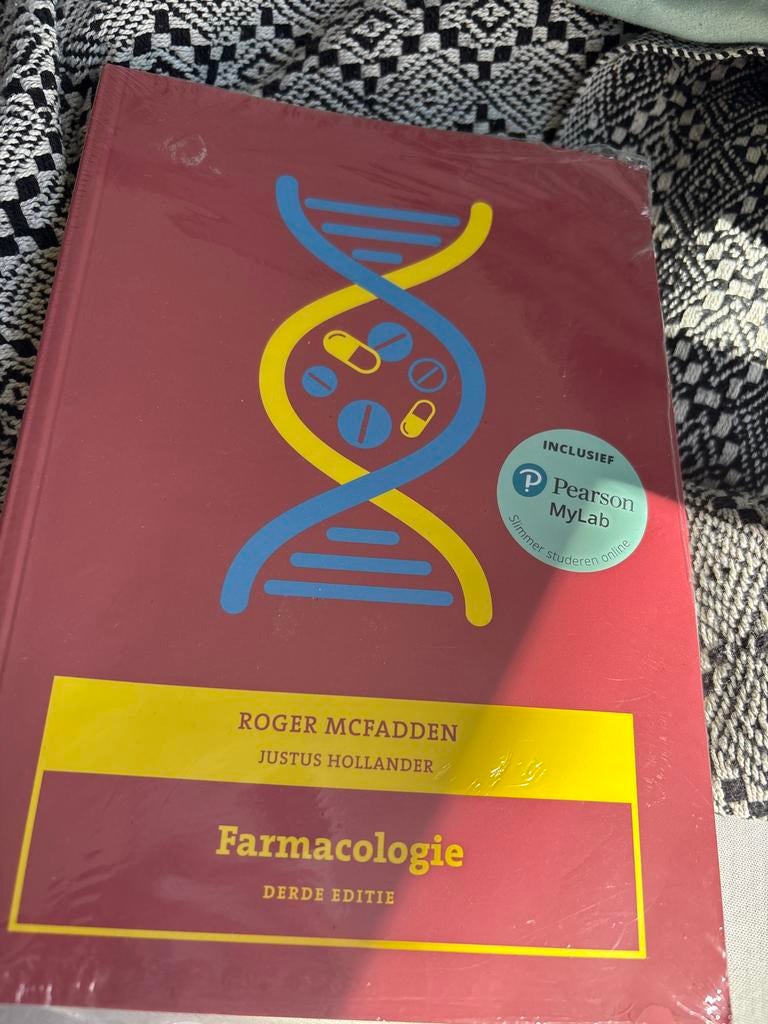 INCLUSIEF
Pearson
MyLab
Slimmer studeren online
ROGER MCFADDEN
JUSTUS HOLLANDER
Farmacologie
DERDE EDITIE